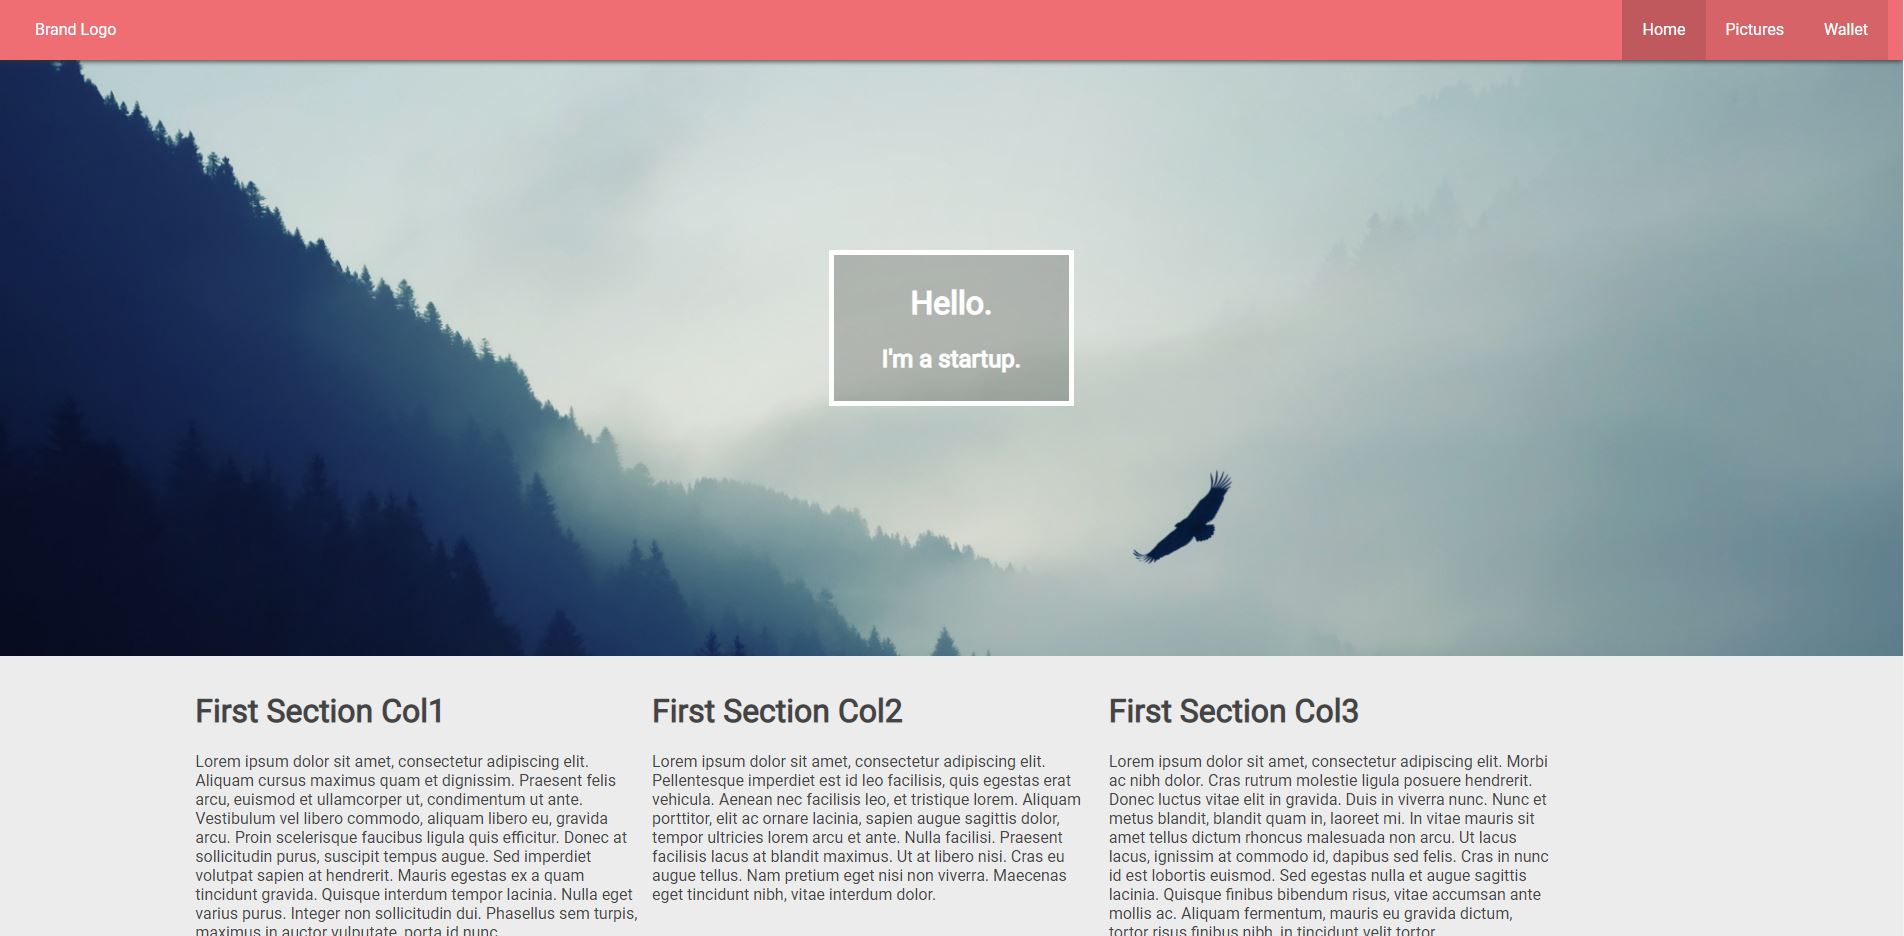 Brand Logo
Home
Pictures
Wallet
Hello.
I'm a startup.
First Section Col1
Lorem ipsum dolor sit amet, consectetur adipiscing elit.
Aliquam cursus maximus quam et dignissim. Praesent felis
arcu, euismod et ullamcorper ut, condimentum ut ante.
Vestibulum vel libero commodo, aliquam libero eu, gravida
arcu. Proin scelerisque faucibus ligula quis efficitur. Donec at
sollicitudin purus, suscipit tempus augue. Sed imperdiet
volutpat sapien at hendrerit. Mauris egestas ex a quam
tincidunt gravida. Quisque interdum tempor lacinia. Nulla eget
varius purus. Integer non sollicitudin dui. Phasellus sem turpis,
maximus in auctor vulputate, porta id nunc.
First Section Col2
Lorem ipsum dolor sit amet, consectetur adipiscing elit.
Pellentesque imperdiet est id leo facilisis, quis egestas erat
vehicula. Aenean nec facilisis leo, et tristique lorem. Aliquam
porttitor, elit ac ornare lacinia, sapien augue sagittis dolor,
tempor ultricies lorem arcu et ante. Nulla facilisi. Praesent
facilisis lacus at blandit maximus. Ut at libero nisi. Cras eu
augue tellus. Nam pretium eget nisi non viverra. Maecenas
eget tincidunt nibh, vitae interdum dolor.
First Section Col3
Lorem ipsum dolor sit amet, consectetur adipiscing elit. Morbi
ac nibh dolor. Cras rutrum molestie ligula posuere hendrerit.
Donec luctus vitae elit in gravida. Duis in viverra nunc. Nunc et
metus blandit, blandit quam in, laoreet mi. In vitae mauris sit
amet tellus dictum rhoncus malesuada non arcu. Ut lacus
lacus, ignissim at commodo id, dapibus sed felis. Cras in nunc
id est lobortis euismod. Sed egestas nulla et augue sagittis
lacinia. Quisque finibus bibendum risus, vitae accumsan ante
mollis ac. Aliquam fermentum, mauris eu gravida dictum,
tortor risus finibus nibh, in tincidunt velit tortor